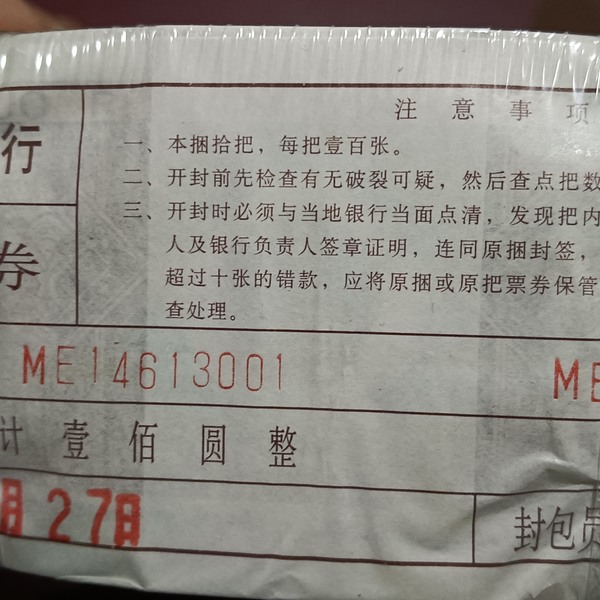 注意事项
行
一、本捆拾把，每把壹百张。
二、开封前先检查有无破裂可疑，然后查点把数
三、开封时必须与当地银行当面点清，发现把内
人及银行负责人签章证明，连同原捆封签，
券
超过十张的错款，应将原捆或原把票券保管
查处理。
ME14613001 ME
计壹佰圆整
月27日
封包员